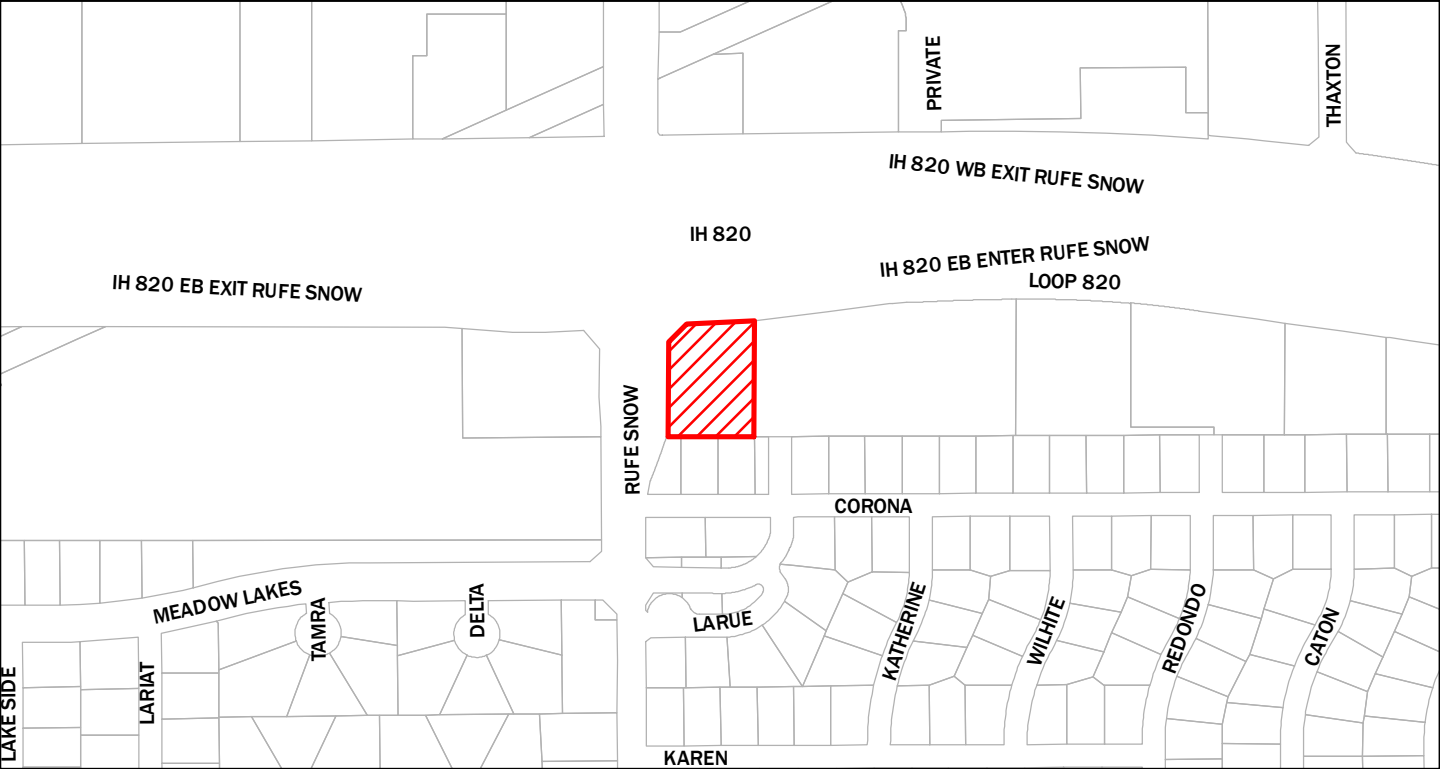 PRIVATE
THAXTON
IH 820 WB EXIT RUFE SNOW
IH 820
IH 820 EB ENTER RUFE SNOW
LOOP 820
IH 820 EB EXIT RUFE SNOW
RUFE SNOW
CORONA
MEADOW LAKES
TAMRA
DELTA
LARUE
KATHERINE
WILHITE
REDONDO
CATON
LAKE SIDE
LARIAT
KAREN